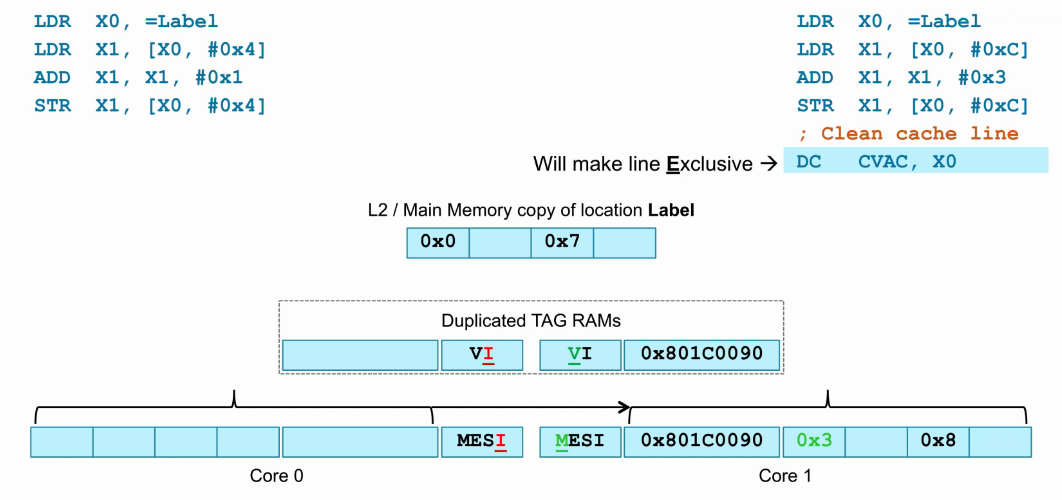 LDR X0, =Label
LDR X1, [X0, #0x4]
ADD X1, X1, #0x1
STR X1, [X0, #0x4]
LDR X0, =Label
LDR X1, [X0, #0xC]
ADD X1, X1, #0x3
STR X1, [X0, #0xC]
; Clean cache line
Will make line Exclusive → DC CVAC, X0
L2 / Main Memory copy of location Label
0x0 0x7
Duplicated TAG RAMs
VI VI 0x801C0090
MESI MESI 0x801C0090 0x3 0x8
Core 0 Core 1